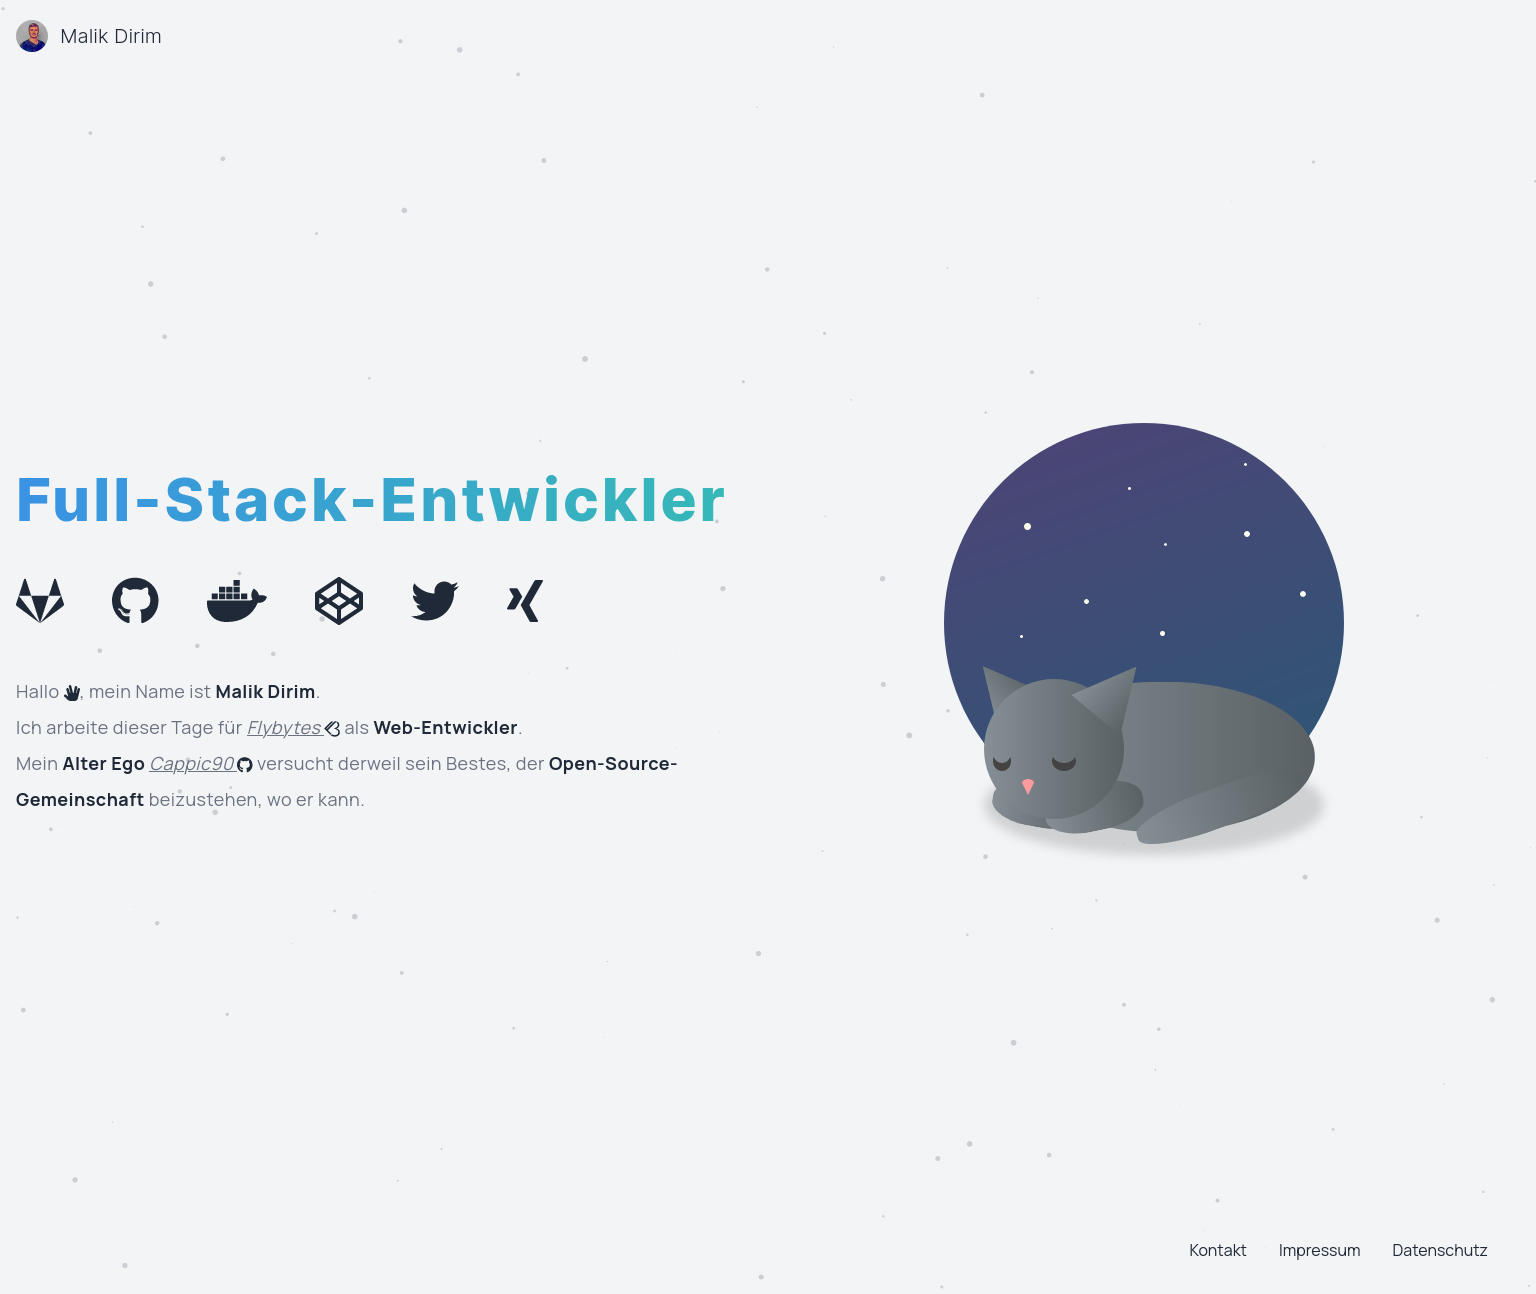 Malik Dirim
Full-Stack-Entwickler
Hallo , mein Name ist Malik Dirim.
Ich arbeite dieser Tage für Flybytes als Web-Entwickler.
Mein Alter Ego Cappic90 versucht derweil sein Bestes, der Open-Source-
Gemeinschaft beizustehen, wo er kann.
Kontakt Impressum Datenschutz